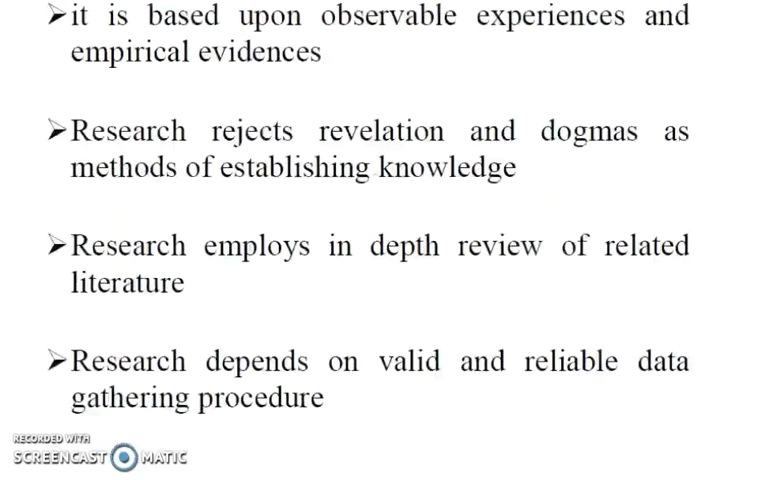 ➢it is based upon observable experiences and
empirical evidences
➢Research rejects revelation and dogmas as
methods of establishing knowledge
➢Research employs in depth review of related
literature
➢Research depends on valid and reliable data
gathering procedure
RECORDED WITH
SCREENCAST MATIC